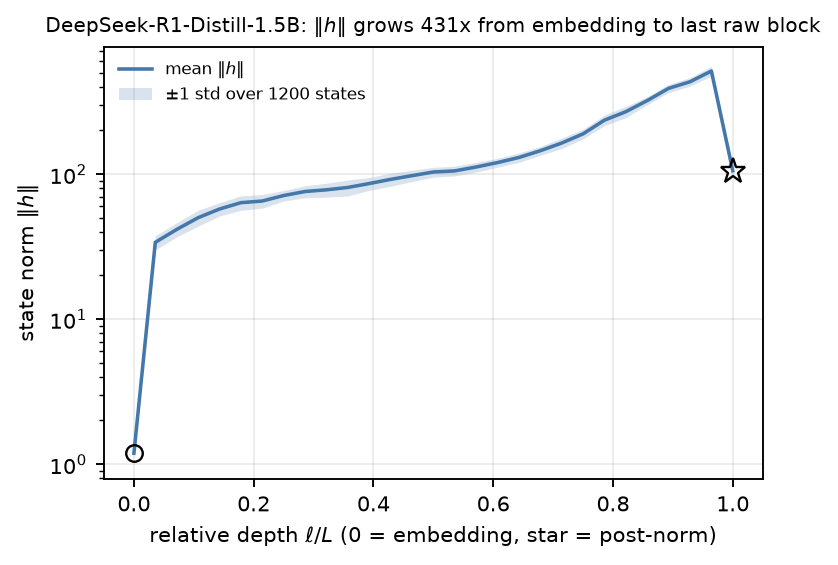 DeepSeek-R1-Distill-1.5B: ‖h‖ grows 431x from embedding to last raw block
mean ‖h‖
±1 std over 1200 states
state norm ‖h‖
10²
10¹
10⁰
0.0 0.2 0.4 0.6 0.8 1.0
relative depth ℓ/L (0 = embedding, star = post-norm)